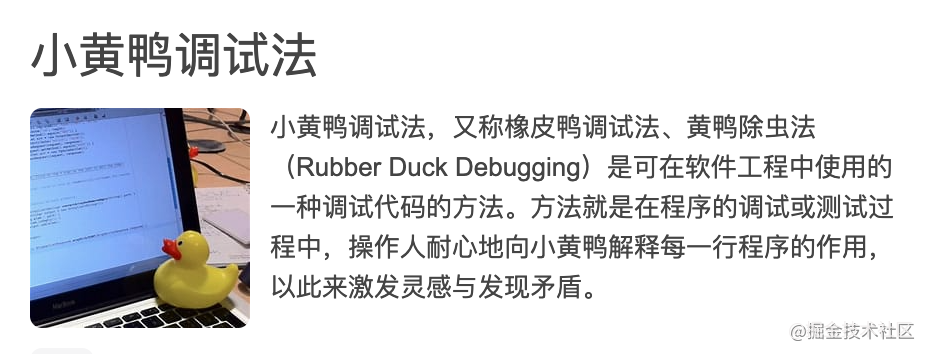 小黄鸭调试法
小黄鸭调试法，又称橡皮鸭调试法、黄鸭除虫法
（Rubber Duck Debugging）是可在软件工程中使用的
一种调试代码的方法。方法就是在程序的调试或测试过
程中，操作人耐心地向小黄鸭解释每一行程序的作用，
以此来激发灵感与发现矛盾。
MacBook
@掘金技术社区